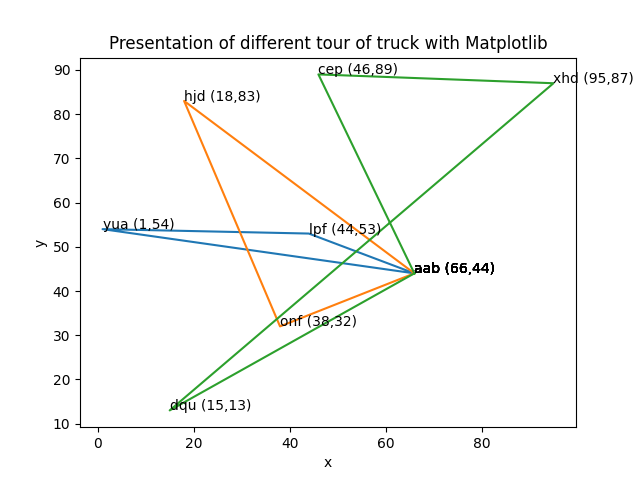 Presentation of different tour of truck with Matplotlib
90
80
70
60
50
40
30
20
10
y
0
20
40
60
80
x
cep (46,89)
xhd (95,87)
hjd (18,83)
yua (1,54)
lpf (44,53)
aab (66,44)
onf (38,32)
dqu (15,13)